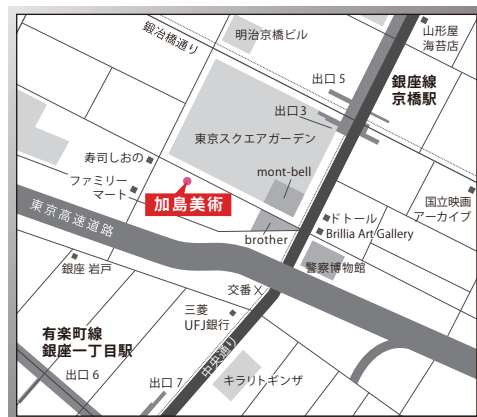 鍛冶橋通り
明治京橋ビル
山形屋
海苔店
出口 5
銀座線
京橋駅
出口3
東京スクエアガーデン
寿司しおの
mont-bell
ファミリー
マート
加島美術
国立映画
アーカイブ
東京高速道路
ドトール
Brillia Art Gallery
brother
銀座 岩戸
警察博物館
交番 X
三菱
UFJ銀行
有楽町線
銀座一丁目駅
中央通り
出口 6
出口 7
キラリトギンザ